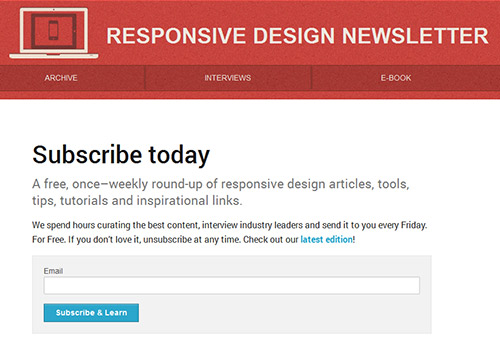 RESPONSIVE DESIGN NEWSLETTER
ARCHIVE INTERVIEWS E-BOOK
Subscribe today
A free, once–weekly round-up of responsive design articles, tools,
tips, tutorials and inspirational links.
We spend hours curating the best content, interview industry leaders and send it to you every Friday.
For Free. If you don't love it, unsubscribe at any time. Check out our latest edition!
Email
Subscribe & Learn